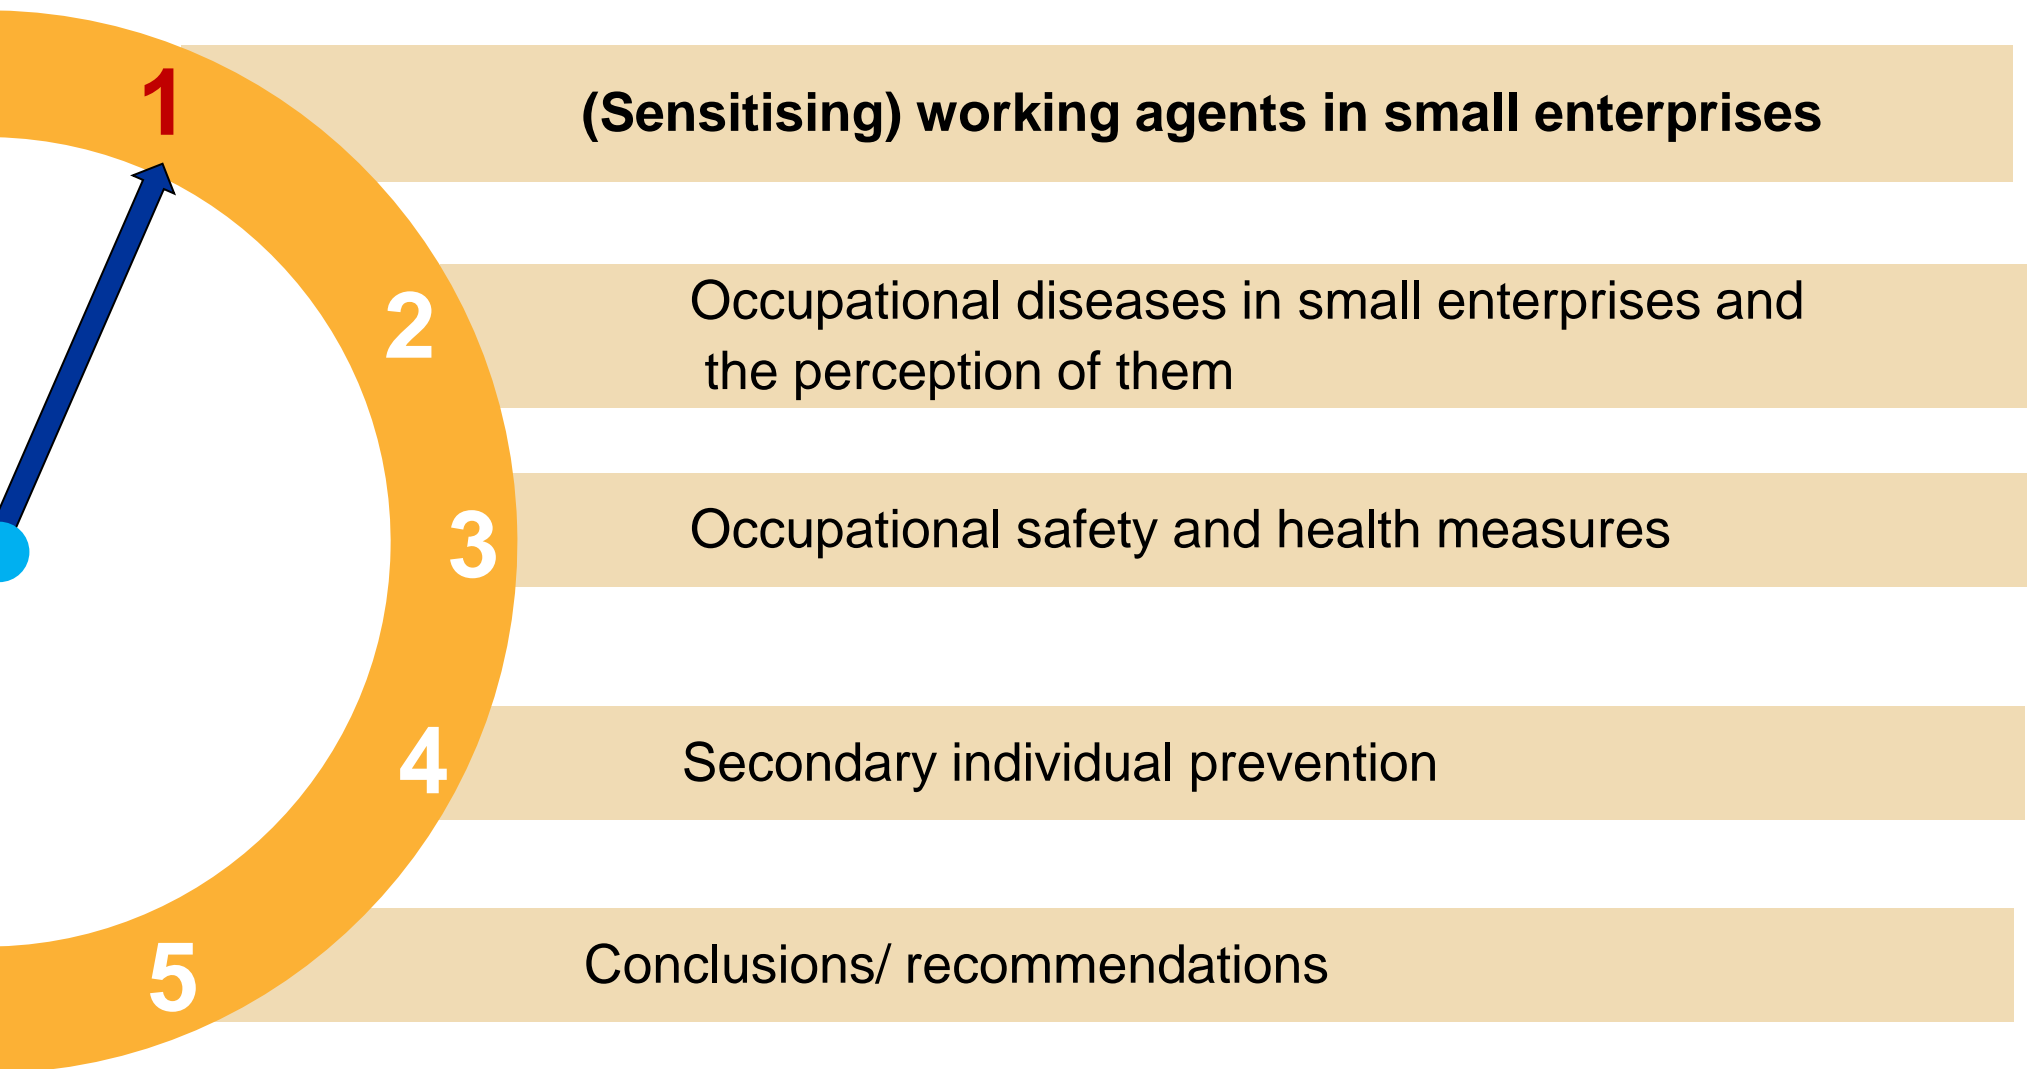 1
(Sensitising) working agents in small enterprises
2
Occupational diseases in small enterprises and
the perception of them
3
Occupational safety and health measures
4
Secondary individual prevention
5
Conclusions/ recommendations